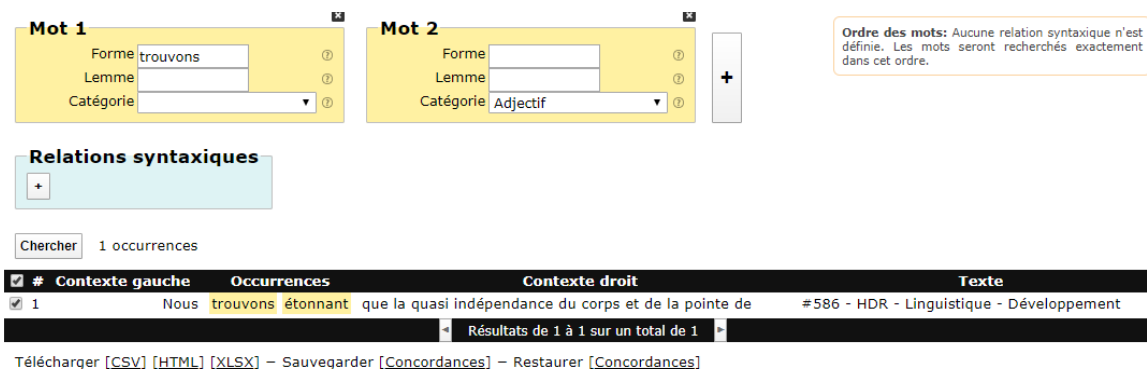 Mot 1
Forme trouvons
Lemme
Catégorie
Mot 2
Forme
Lemme
Catégorie Adjectif
+
Ordre des mots: Aucune relation syntaxique n'est
définie. Les mots seront recherchés exactement
dans cet ordre.
Relations syntaxiques
+
Chercher 1 occurrences
# Contexte gauche Occurrences Contexte droit Texte
1 Nous trouvons étonnant que la quasi indépendance du corps et de la pointe de #586 - HDR - Linguistique - Développement
Résultats de 1 à 1 sur un total de 1
Télécharger [CSV] [HTML] [XLSX] − Sauvegarder [Concordances] − Restaurer [Concordances]